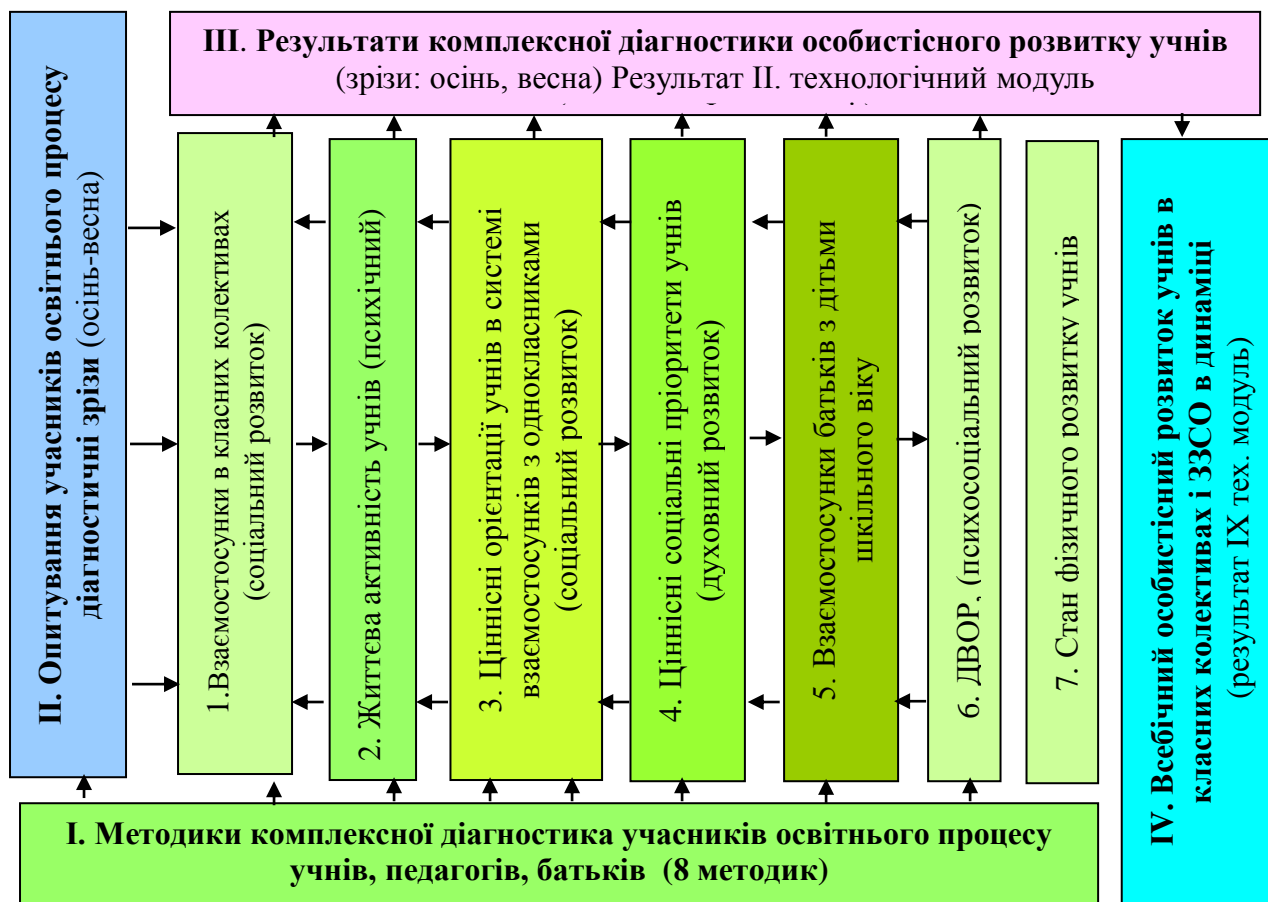 III. Результати комплексної діагностики особистісного розвитку учнів
(зрізи: осінь, весна) Результат II. технологічний модуль
II. Опитування учасників освітнього процесу
діагностичні зрізи (осінь-весна)
1.Взаємостосунки в класних колективах
(соціальний розвиток)
2. Життєва активність учнів (психічний)
3. Ціннісні орієнтації учнів в системі
взаємостосунків з однокласниками
(соціальний розвиток)
4. Ціннісні соціальні пріоритети учнів
(духовний розвиток)
5. Взаємостосунки батьків з дітьми
шкільного віку
6. ДВОР, (психосоціальний розвиток)
7. Стан фізичного розвитку учнів
IV. Всебічний особистісний розвиток учнів в
класних колективах і ЗЗСО в динаміці
(результат IX тех. модуль)
I. Методики комплексної діагностика учасників освітнього процесу
учнів, педагогів, батьків (8 методик)